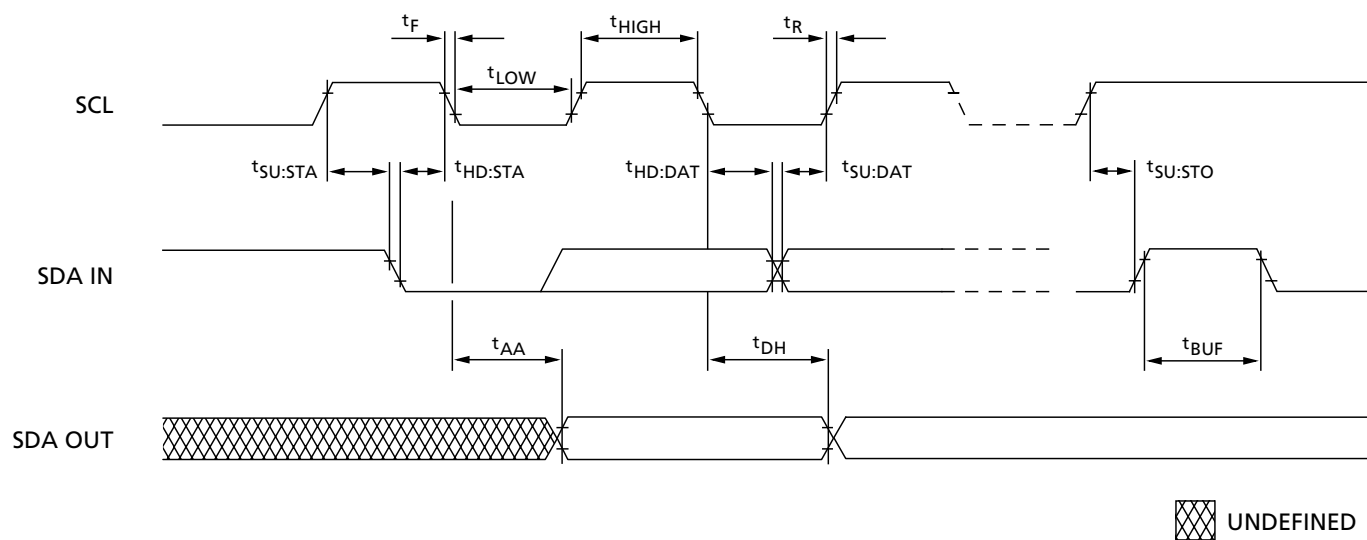 tF
tHIGH
tR
tLOW
SCL
tSU:STA
tHD:STA
tHD:DAT
tSU:DAT
tSU:STO
SDA IN
tAA
tDH
tBUF
SDA OUT
UNDEFINED